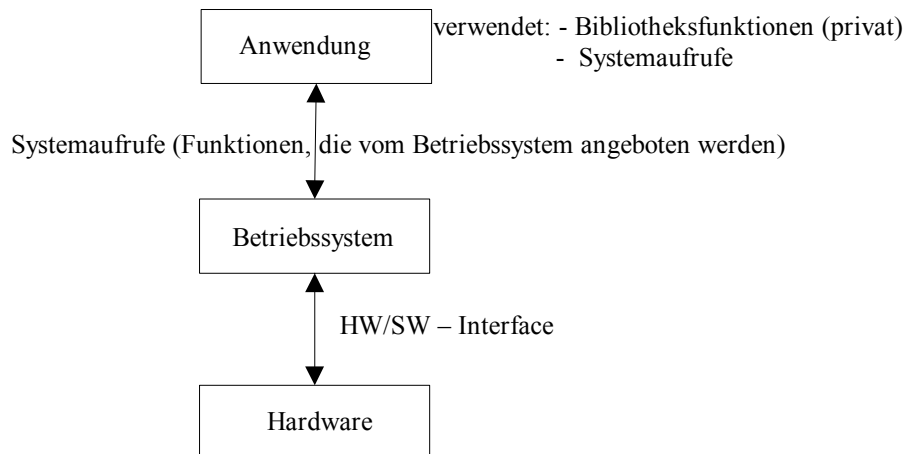 Anwendung
verwendet: - Bibliotheksfunktionen (privat)
- Systemaufrufe
Systemaufrufe (Funktionen, die vom Betriebssystem angeboten werden)
Betriebssystem
HW/SW – Interface
Hardware